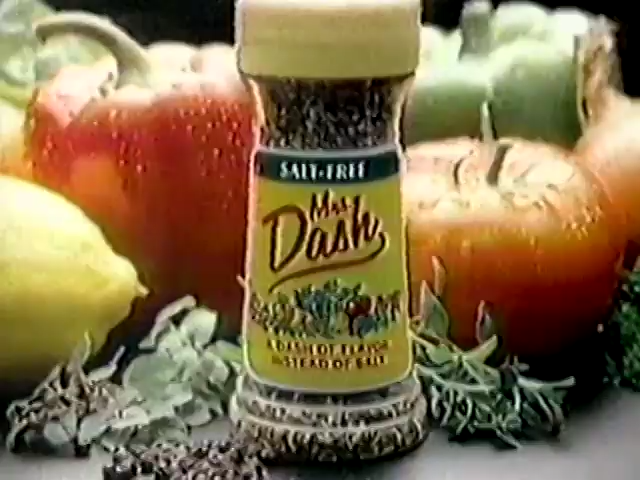 SALT-FREE
Mrs.
Dash
A DASH OF FLAVOR
INSTEAD OF SALT